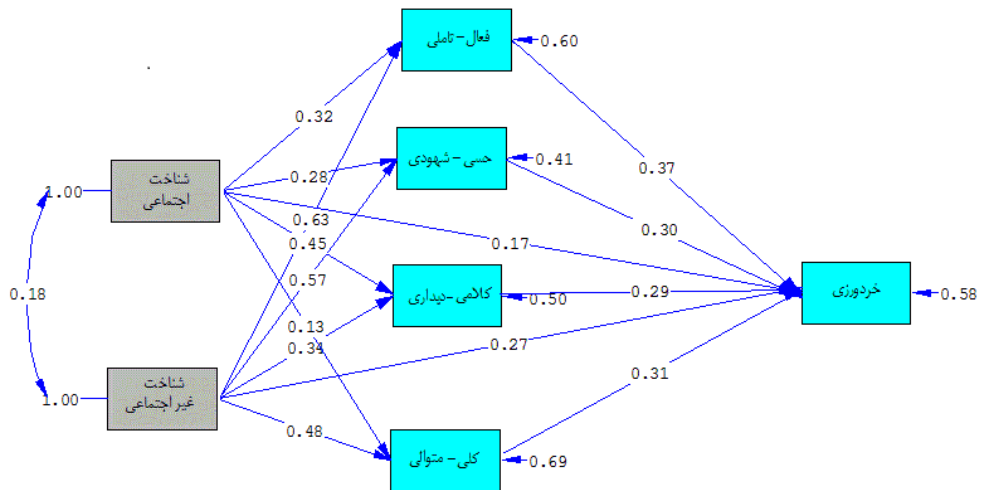 فعال - تاملی
0.60
0.32
0.37
حسی - شهودی
0.41
شناخت
اجتماعی
1.00
0.28
0.63
0.45
0.57
0.17
0.30
0.18
کلامی - دیداری
0.50
0.29
خردورزی
0.58
0.13
0.34
0.27
0.31
شناخت
غیر اجتماعی
1.00
0.48
کلی - متوالی
0.69